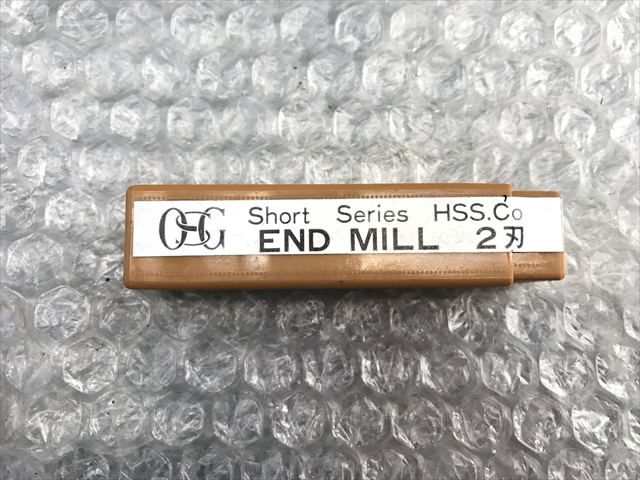 OSG Short Series HSS.Co
END MILL 2刃